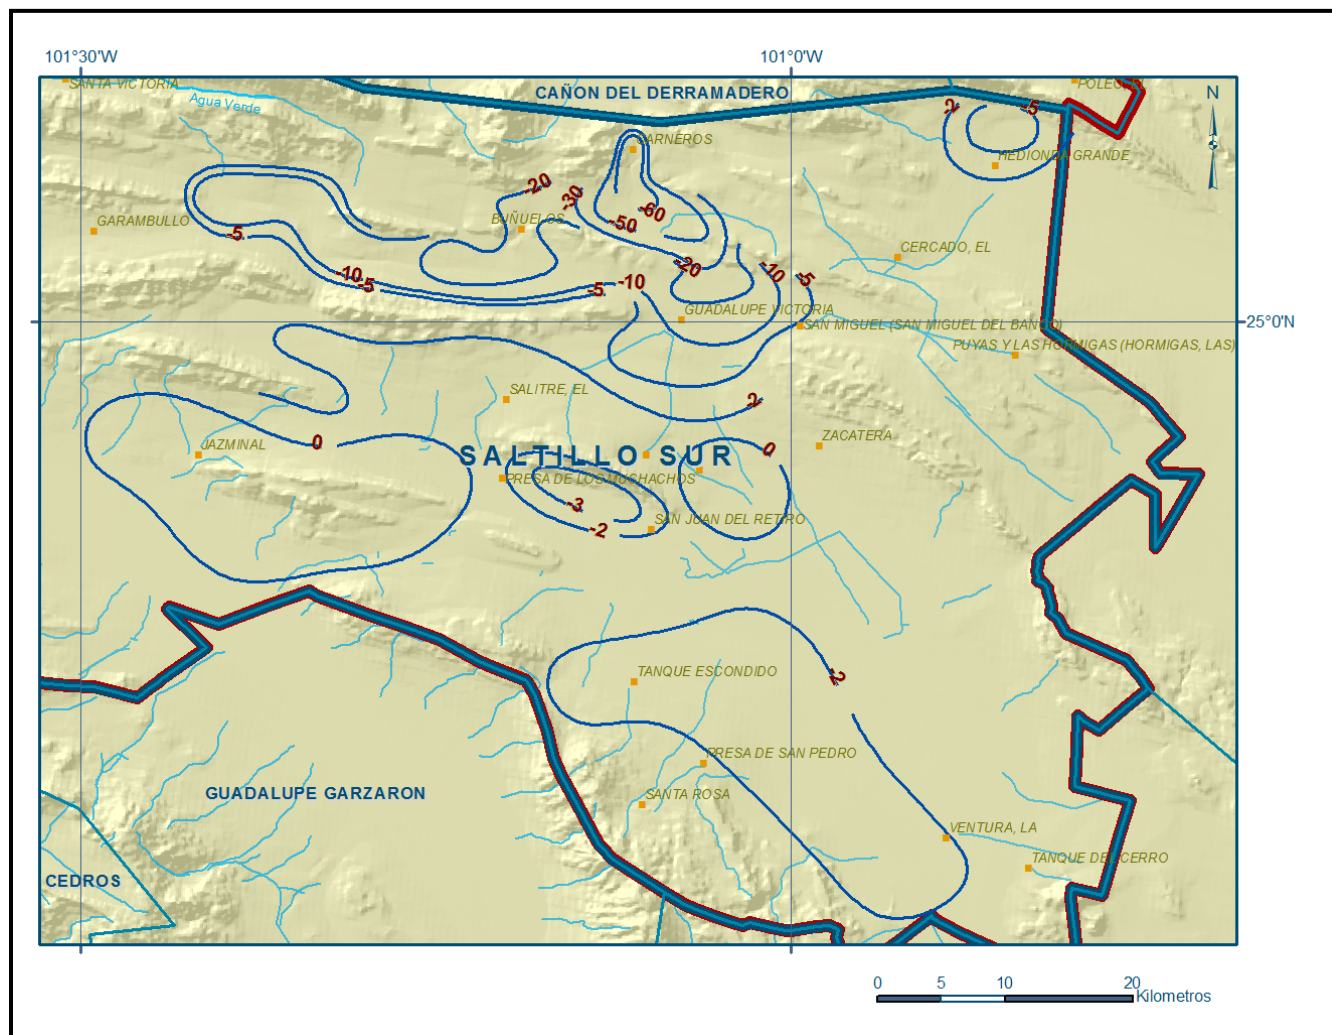 101°30'W
101°0'W
SANTA VICTORIA
Agua Verde
CAÑON DEL DERRAMADERO
-5
N
2
CARNEROS
HEDIONDA GRANDE
-20
-30
-60
-50
GARAMBULLO
-5
BUÑUELOS
CERCADO, EL
-10
-5
-5
-10
-20
-10
-5
GUADALUPE VICTORIA
SAN MIGUEL (SAN MIGUEL DEL BANCO)
25°0'N
PUYAS Y LAS HORMIGAS (HORMIGAS, LAS)
SALITRE, EL
-2
JAZMINAL
0
ZACATERA
0
SALTILLO SUR
PRESA DE LOS MUCHACHOS
-3
-2
SAN JUAN DEL RETIRO
TANQUE ESCONDIDO
-2
PRESA DE SAN PEDRO
GUADALUPE GARZARON
SANTA ROSA
VENTURA, LA
TANQUE DEL CERRO
CEDROS
0 5 10 20
Kilometros